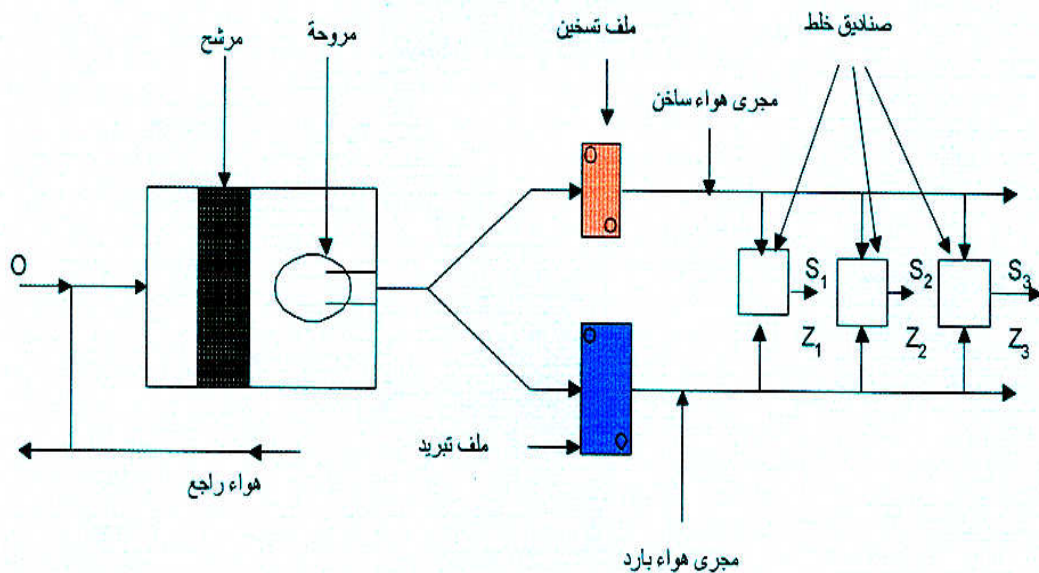 صناديق خلط
ملف تسخين
مروحة
مرشح
مجرى هواء ساخن
O
O
O
S₁
S₂
S₃
Z₁
Z₂
Z₃
O
O
ملف تبريد
هواء راجع
مجرى هواء بارد